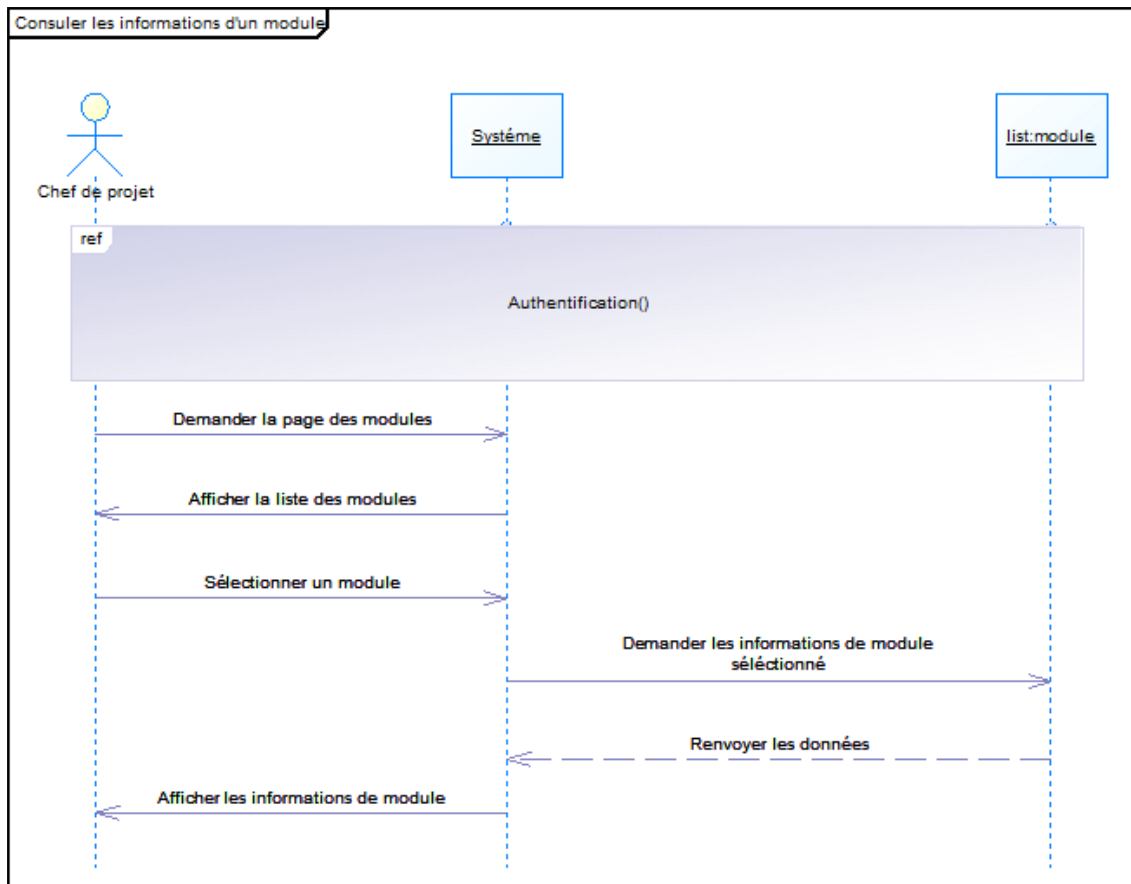 Consuler les informations d'un module
Systéme
list:module
Chef de projet
ref
Authentification()
Demander la page des modules
Afficher la liste des modules
Sélectionner un module
Demander les informations de module
séléctionné
Renvoyer les données
Afficher les informations de module